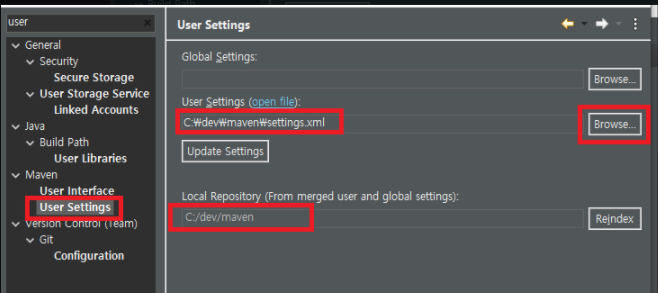 user
User Settings
General
Security
Secure Storage
User Storage Service
Linked Accounts
Java
Build Path
User Libraries
Maven
User Interface
User Settings
Version Control (Team)
Git
Configuration
Global Settings:
Browse...
User Settings (open file):
C:₩dev₩maven₩settings.xml
Browse...
Update Settings
Local Repository (From merged user and global settings):
C:/dev/maven
Reindex